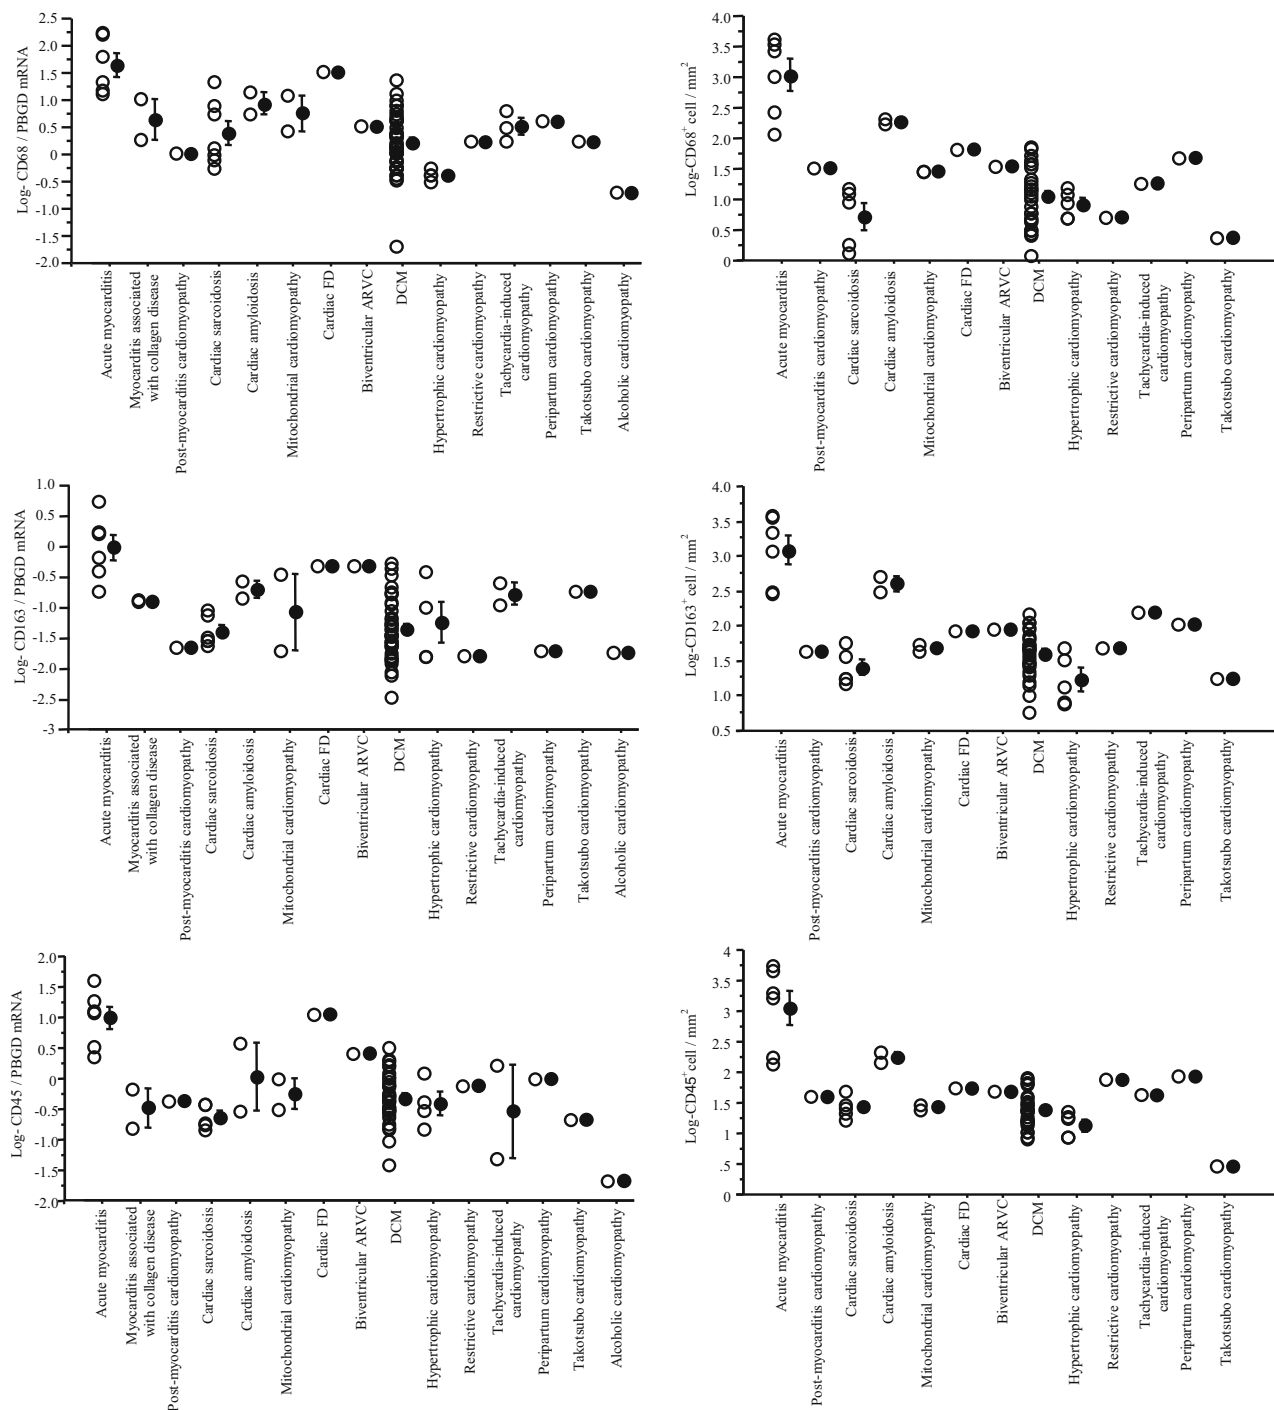 Log- CD68 / PBGD mRNA
2.5
2.0
1.5
1.0
0.5
0
-0.5
-1.0
-1.5
-2.0
Acute myocarditis
Myocarditis associated
with collagen disease
Post-myocarditis cardiomyopathy
Cardiac sarcoidosis
Cardiac amyloidosis
Mitochondrial cardiomyopathy
Cardiac FD
Biventricular ARVC
DCM
Hypertrophic cardiomyopathy
Restrictive cardiomyopathy
Tachycardia-induced
cardiomyopathy
Peripartum cardiomyopathy
Takotsubo cardiomyopathy
Alcoholic cardiomyopathy
Log-CD68+ cell / mm2
4.0
3.5
3.0
2.5
2.0
1.5
1.0
0.5
0
Acute myocarditis
Post-myocarditis cardiomyopathy
Cardiac sarcoidosis
Cardiac amyloidosis
Mitochondrial cardiomyopathy
Cardiac FD
Biventricular ARVC
DCM
Hypertrophic cardiomyopathy
Restrictive cardiomyopathy
Tachycardia-induced
cardiomyopathy
Peripartum cardiomyopathy
Takotsubo cardiomyopathy
Log- CD163 / PBGD mRNA
1.0
0.5
0
-0.5
-1.0
-1.5
-2.0
-2.5
-3
Acute myocarditis
Myocarditis associated
with collagen disease
Post-myocarditis cardiomyopathy
Cardiac sarcoidosis
Cardiac amyloidosis
Mitochondrial cardiomyopathy
Cardiac FD
Biventricular ARVC
DCM
Hypertrophic cardiomyopathy
Restrictive cardiomyopathy
Tachycardia-induced
cardiomyopathy
Peripartum cardiomyopathy
Takotsubo cardiomyopathy
Alcoholic cardiomyopathy
Log-CD163+ cell / mm2
4.0
3.5
3.0
2.5
2.0
1.5
1.0
0.5
Acute myocarditis
Post-myocarditis cardiomyopathy
Cardiac sarcoidosis
Cardiac amyloidosis
Mitochondrial cardiomyopathy
Cardiac FD
Biventricular ARVC
DCM
Hypertrophic cardiomyopathy
Restrictive cardiomyopathy
Tachycardia-induced
cardiomyopathy
Peripartum cardiomyopathy
Takotsubo cardiomyopathy
Log- CD45 / PBGD mRNA
2.0
1.5
1.0
0.5
0
-0.5
-1.0
-1.5
-2.0
Acute myocarditis
Myocarditis associated
with collagen disease
Post-myocarditis cardiomyopathy
Cardiac sarcoidosis
Cardiac amyloidosis
Mitochondrial cardiomyopathy
Cardiac FD
Biventricular ARVC
DCM
Hypertrophic cardiomyopathy
Restrictive cardiomyopathy
Tachycardia-induced
cardiomyopathy
Peripartum cardiomyopathy
Takotsubo cardiomyopathy
Alcoholic cardiomyopathy
Log-CD45+ cell / mm2
4
3.5
3
2.5
2
1.5
1
.5
0
Acute myocarditis
Post-myocarditis cardiomyopathy
Cardiac sarcoidosis
Cardiac amyloidosis
Mitochondrial cardiomyopathy
Cardiac FD
Biventricular ARVC
DCM
Hypertrophic cardiomyopathy
Restrictive cardiomyopathy
Tachycardia-induced
cardiomyopathy
Peripartum cardiomyopathy
Takotsubo cardiomyopathy